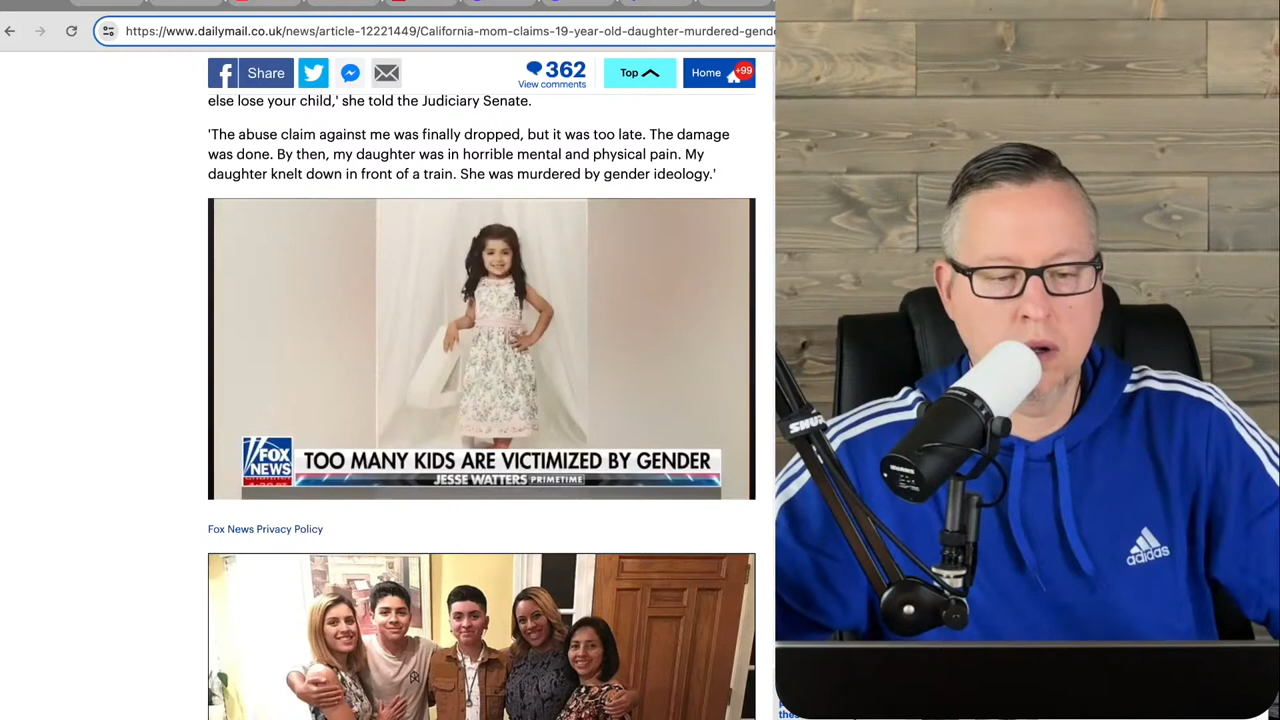 https://www.dailymail.co.uk/news/article-12221449/California-mom-claims-19-year-old-daughter-murdered-gend
Share
362
View comments
Top
Home
+99
else lose your child,' she told the Judiciary Senate.
'The abuse claim against me was finally dropped, but it was too late. The damage
was done. By then, my daughter was in horrible mental and physical pain. My
daughter knelt down in front of a train. She was murdered by gender ideology.'
FOX
NEWS
TOO MANY KIDS ARE VICTIMIZED BY GENDER
JESSE WATTERS PRIMETIME
Fox News Privacy Policy
SHURE
adidas